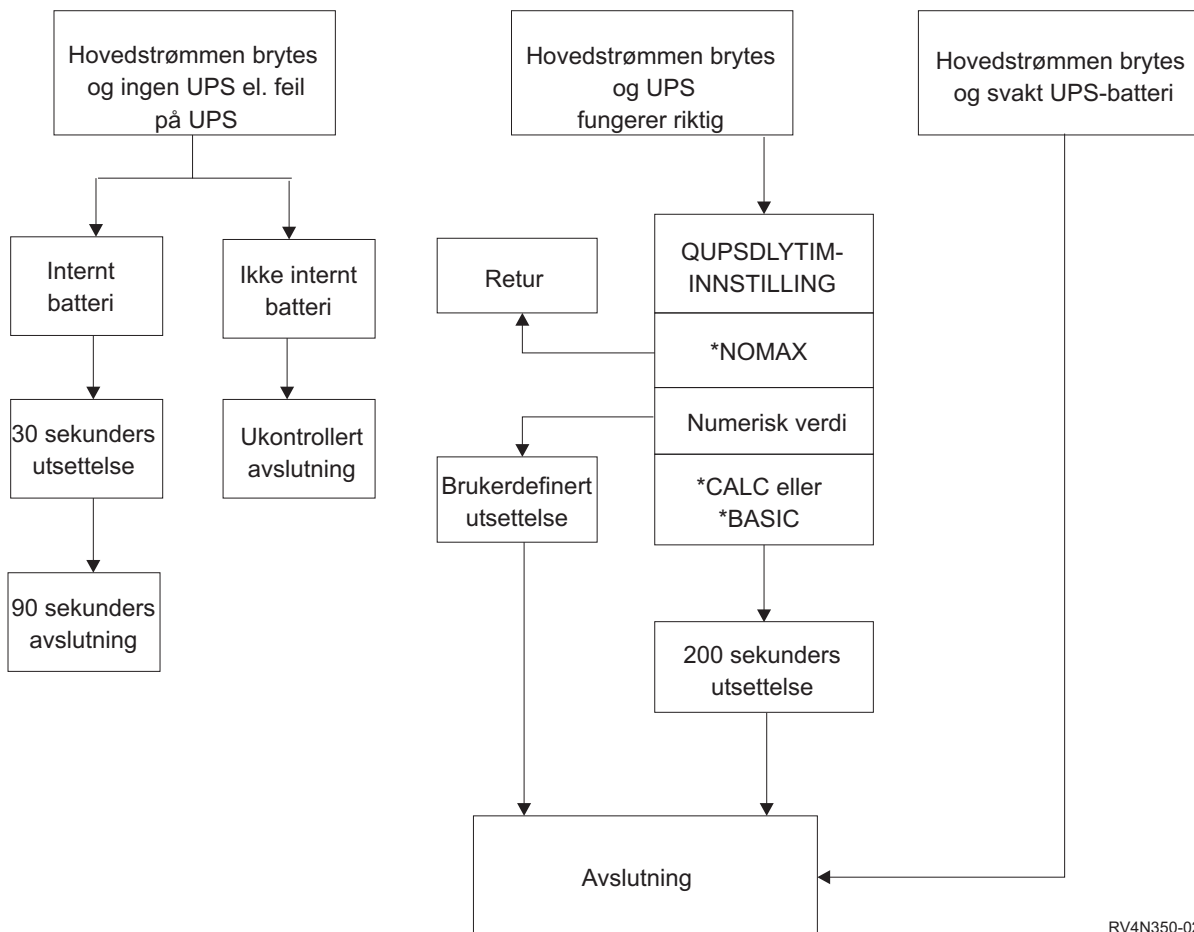 Hovedstrømmen brytes
og ingen UPS el. feil
på UPS
Hovedstrømmen brytes
og UPS
fungerer riktig
Hovedstrømmen brytes
og svakt UPS-batteri
Internt
batteri
Ikke internt
batteri
Retur
QUPSDLYTIM-
INNSTILLING
*NOMAX
Numerisk verdi
*CALC eller
*BASIC
30 sekunders
utsettelse
Ukontrollert
avslutning
Brukerdefinert
utsettelse
90 sekunders
avslutning
200 sekunders
utsettelse
Avslutning
RV4N350-02